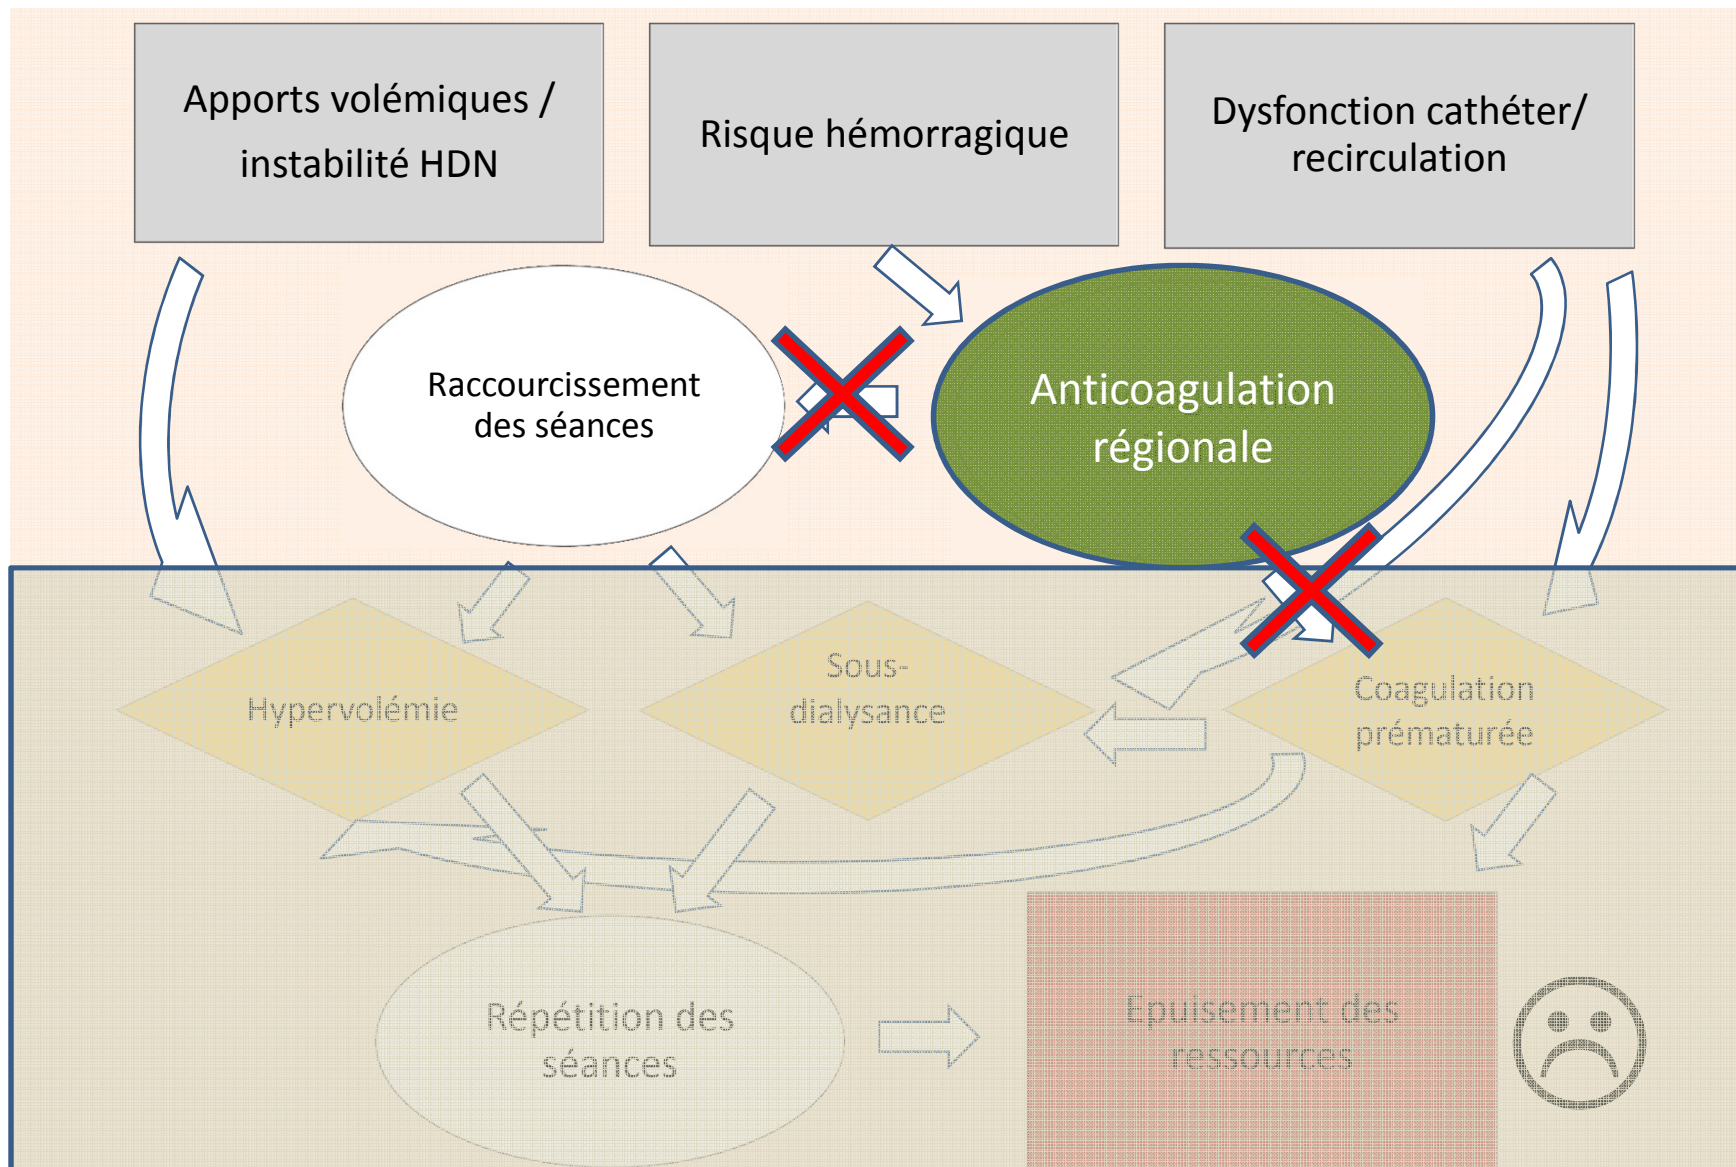 Apports volémiques /
instabilité HDN
Risque hémorragique
Dysfonction cathéter/
recirculation
Raccourcissement
des séances
Anticoagulation
régionale
Hypervolémie
Sous-
dialysance
Coagulation
prématurée
Répétition des
séances
Epuisement des
ressources